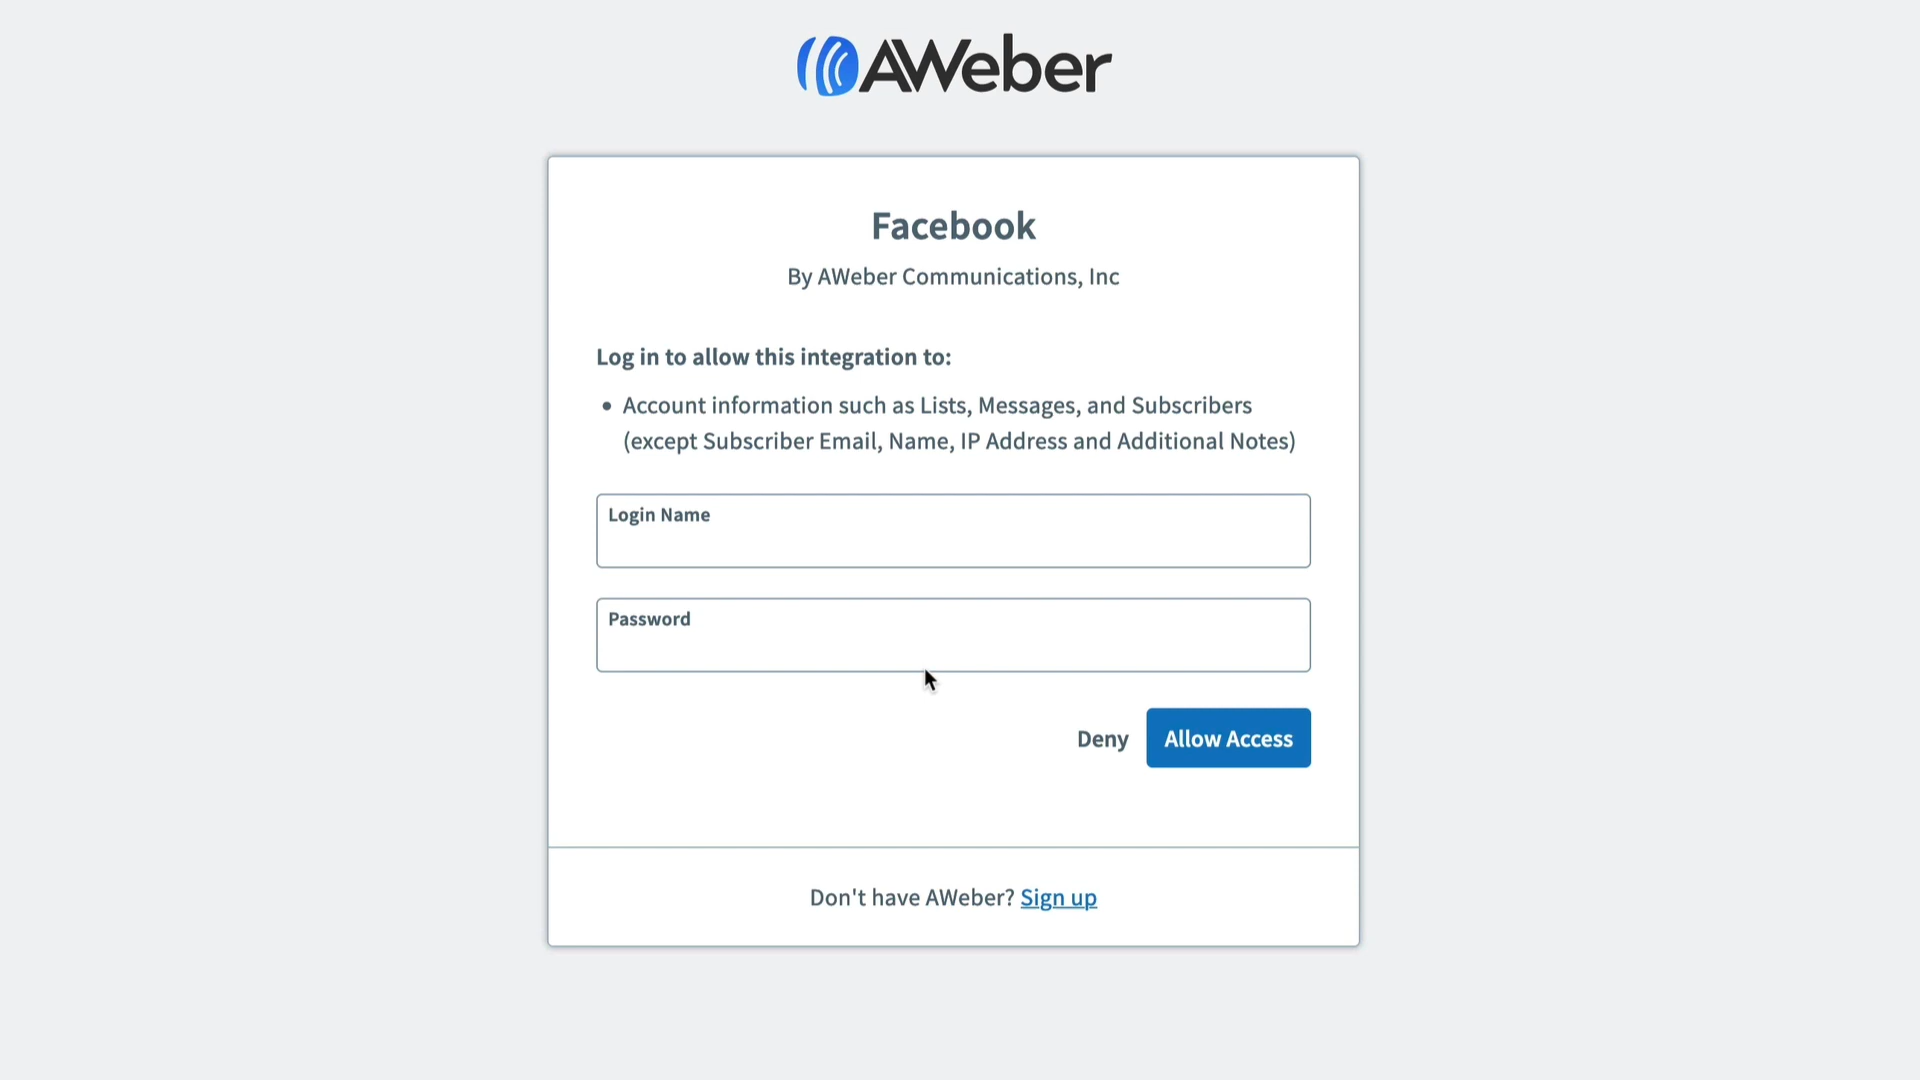 AWeber
Facebook
By AWeber Communications, Inc
Log in to allow this integration to:
• Account information such as Lists, Messages, and Subscribers
(except Subscriber Email, Name, IP Address and Additional Notes)
Login Name
Password
Deny
Allow Access
Don't have AWeber? Sign up